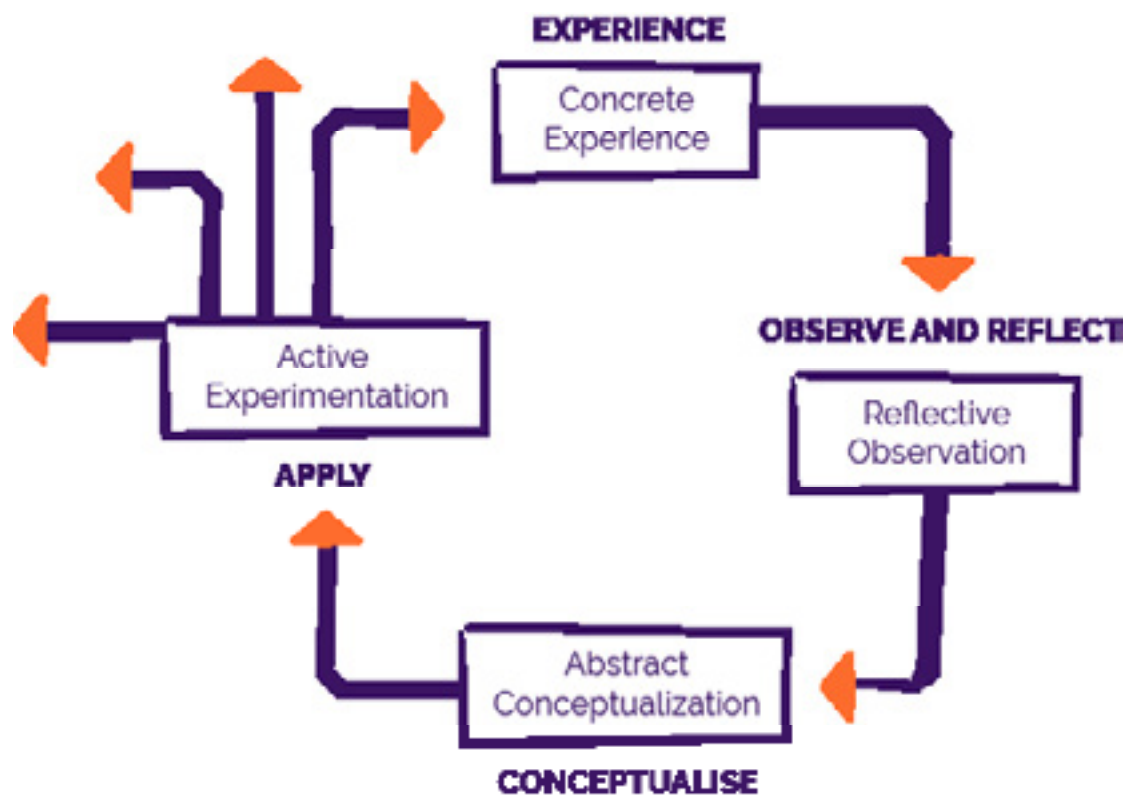 EXPERIENCE
Concrete
Experience
OBSERVE AND REFLECT
Reflective
Observation
Active
Experimentation
APPLY
Abstract
Conceptualization
CONCEPTUALISE